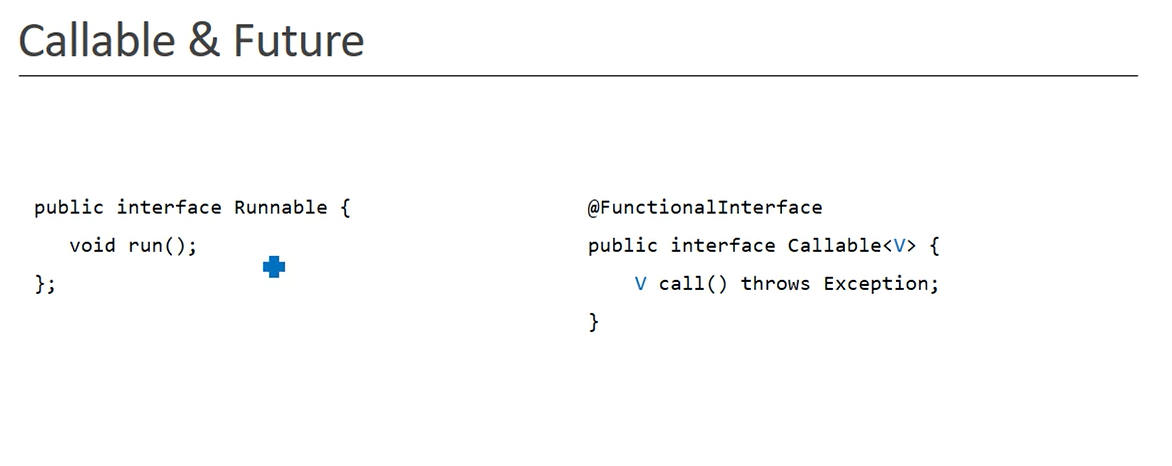 Callable & Future
public interface Runnable {
void run();
};
@FunctionalInterface
public interface Callable<V> {
V call() throws Exception;
}